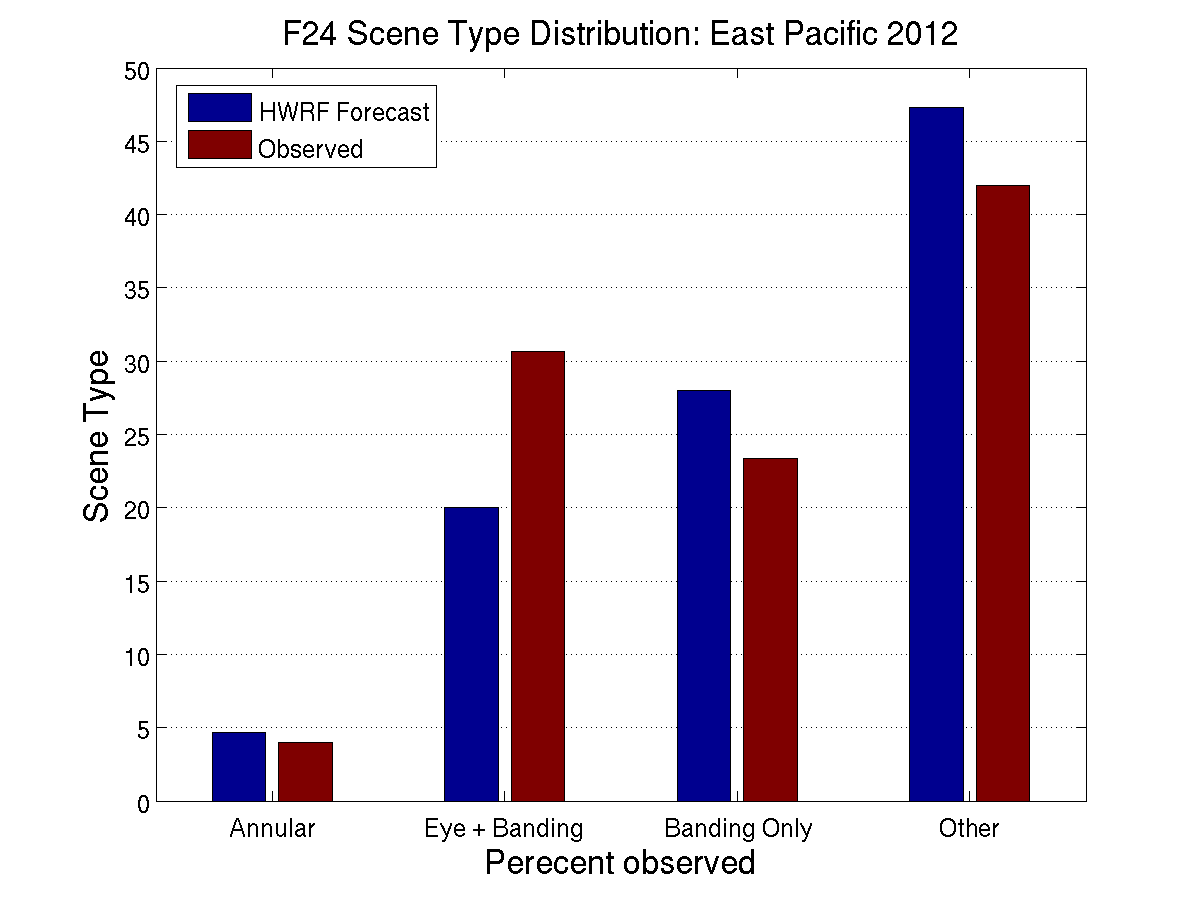 F24 Scene Type Distribution: East Pacific 2012
HWRF Forecast
Observed
50
45
40
35
30
25
20
15
10
5
0
Scene Type
Annular Eye + Banding Banding Only Other
Perecent observed